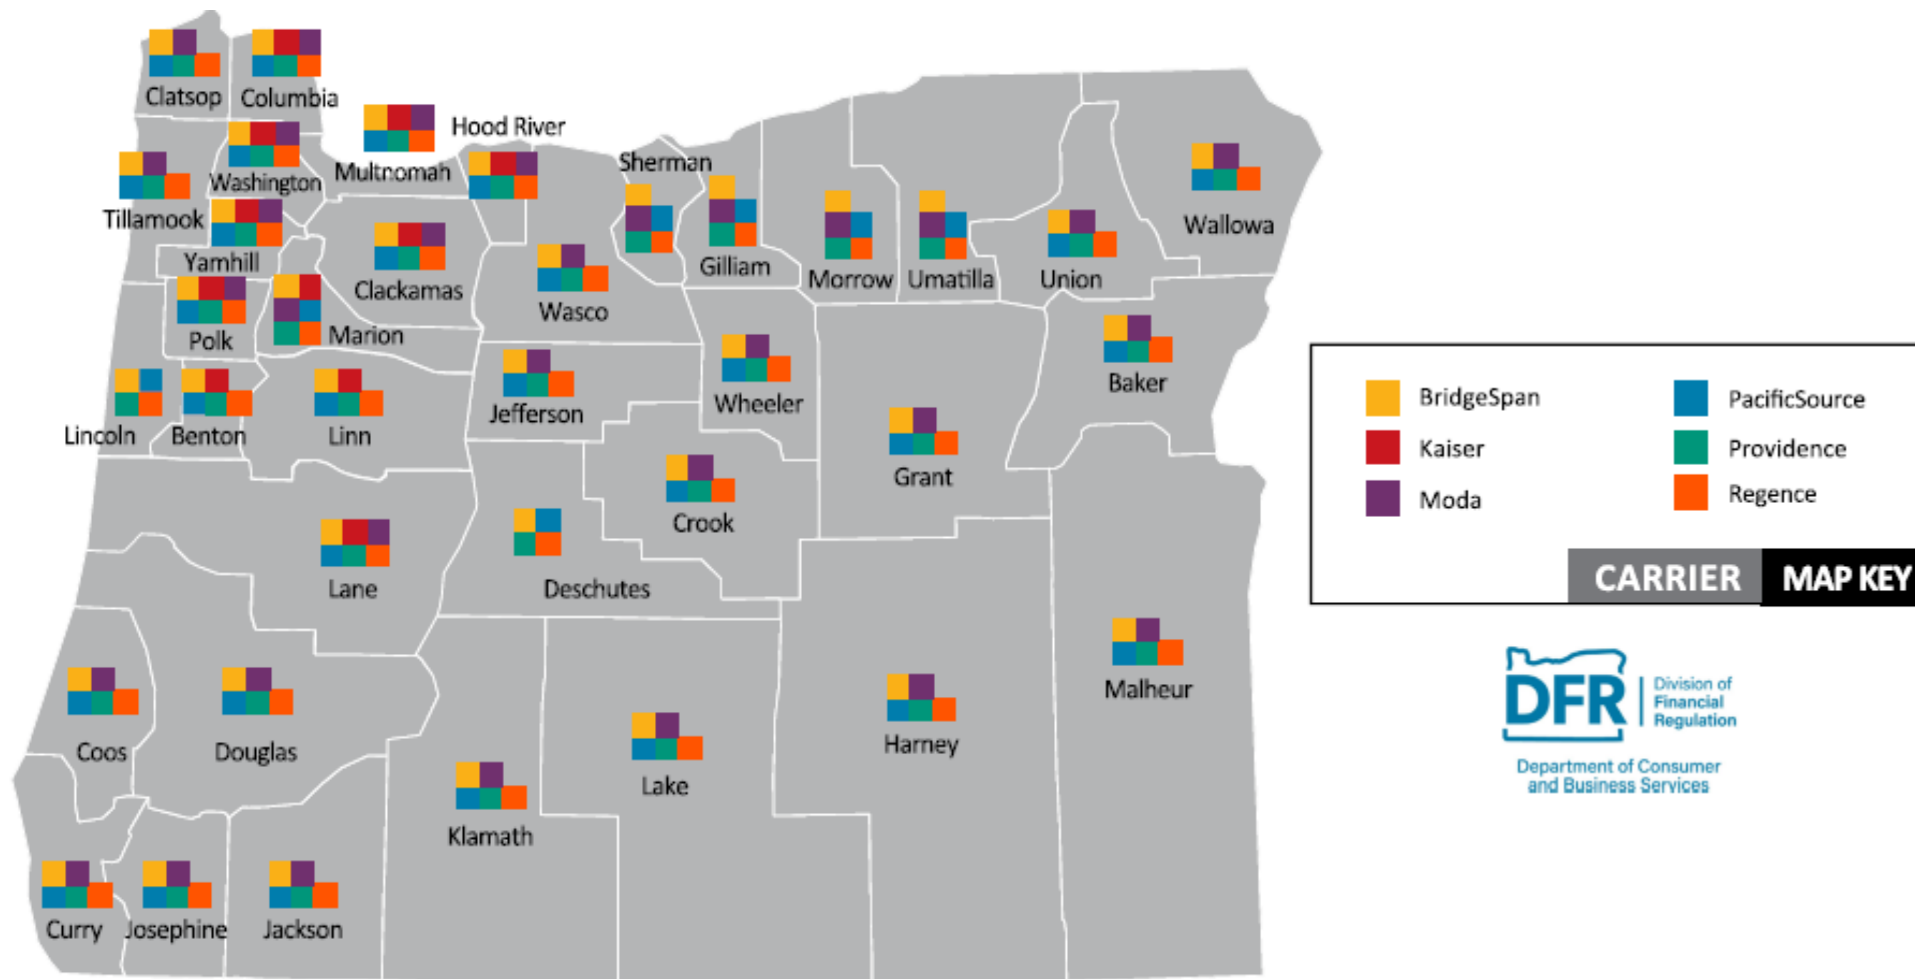 Clatsop
Columbia
Hood River
Multnomah
Sherman
Washington
Tillamook
Wallowa
Yamhill
Clackamas
Gilliam
Morrow
Umatilla
Union
Wasco
Polk
Marion
Baker
Wheeler
Jefferson
Lincoln
Benton
Linn
Grant
Crook
Lane
Deschutes
Malheur
Coos
Douglas
Lake
Harney
Klamath
Curry
Josephine
Jackson
BridgeSpan
Kaiser
Moda
PacificSource
Providence
Regence
CARRIER MAP KEY
DFR
Division of
Financial
Regulation
Department of Consumer
and Business Services